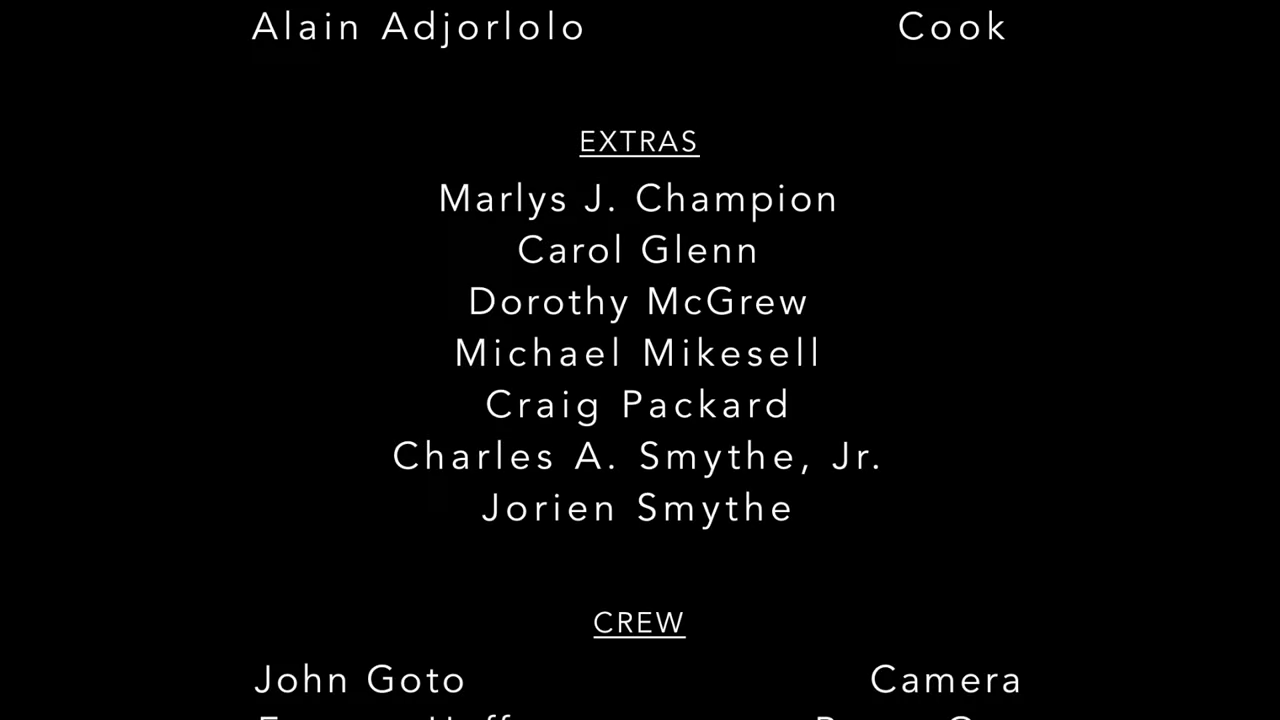 Alain Adjorlolo Cook
EXTRAS
Marlys J. Champion
Carol Glenn
Dorothy McGrew
Michael Mikesell
Craig Packard
Charles A. Smythe, Jr.
Jorien Smythe
CREW
John Goto Camera